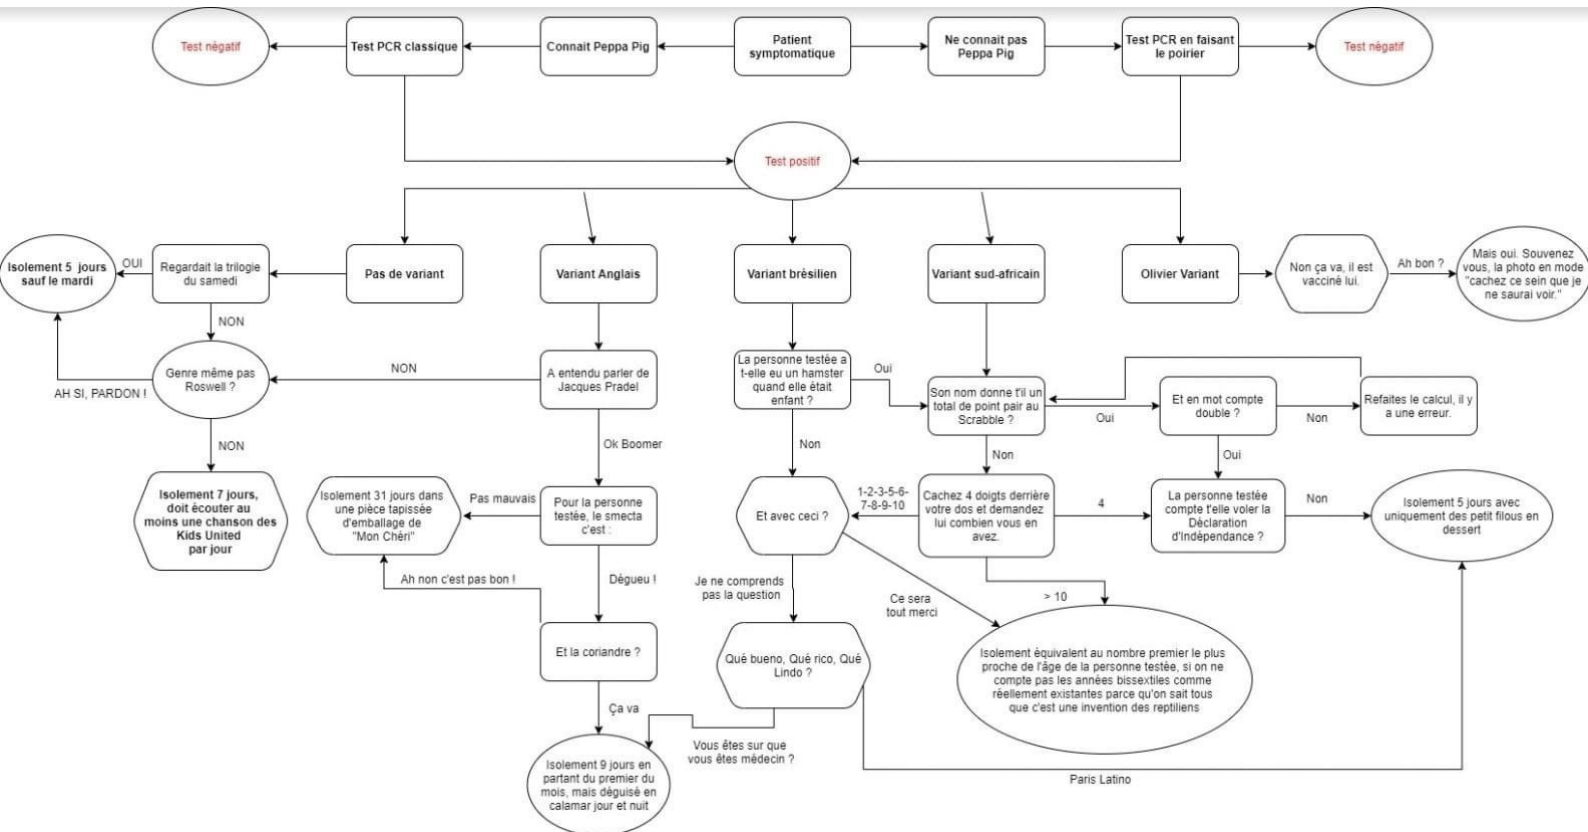 Test négatif
Test PCR classique
Connait Peppa Pig
Patient
symptomatique
Ne connait pas
Peppa Pig
Test PCR en faisant
le poirier
Test négatif
Test positif
Isolement 5 jours
sauf le mardi
OUI
Regardait la trilogie
du samedi
Pas de variant
Variant Anglais
Variant brésilien
Variant sud-africain
Olivier Variant
Non ça va, il est
vacciné lui.
Ah bon ?
Mais oui. Souvenez
vous, la photo en mode
"cachez ce sein que je
ne saurai voir."
NON
Genre même pas
Roswell ?
AH SI, PARDON !
NON
A entendu parler de
Jacques Pradel
La personne testée a
t-elle eu un hamster
quand elle était
enfant ?
Oui
Son nom donne t'il un
total de point pair au
Scrabble ?
Oui
Et en mot compte
double ?
Non
Refaites le calcul, il y
a une erreur.
NON
Ok Boomer
Non
Non
Oui
Isolement 7 jours,
doit écouter au
moins une chanson des
Kids United
par jour
Isolement 31 jours dans
une pièce tapissée
d'emballage de
"Mon Chéri"
Pas mauvais
Pour la personne
testée, le smecta
c'est :
Et avec ceci ?
1-2-3-5-6-
7-8-9-10
Cachez 4 doigts derrière
votre dos et demandez
lui combien vous en
avez.
4
La personne testée
compte t'elle voler la
Déclaration
d'Indépendance ?
Non
Isolement 5 jours avec
uniquement des petit filous en
dessert
Ah non c'est pas bon !
Dégueu !
Je ne comprends
pas la question
Ce sera
tout merci
> 10
Et la coriandre ?
Qué bueno, Qué rico, Qué
Lindo ?
Isolement équivalent au nombre premier le plus
proche de l'âge de la personne testée, si on ne
compte pas les années bissextiles comme
réellement existantes parce qu'on sait tous
que c'est une invention des reptiliens
Ça va
Vous êtes sur que
vous êtes médecin ?
Paris Latino
Isolement 9 jours en
partant du premier du
mois, mais déguisé en
calamar jour et nuit